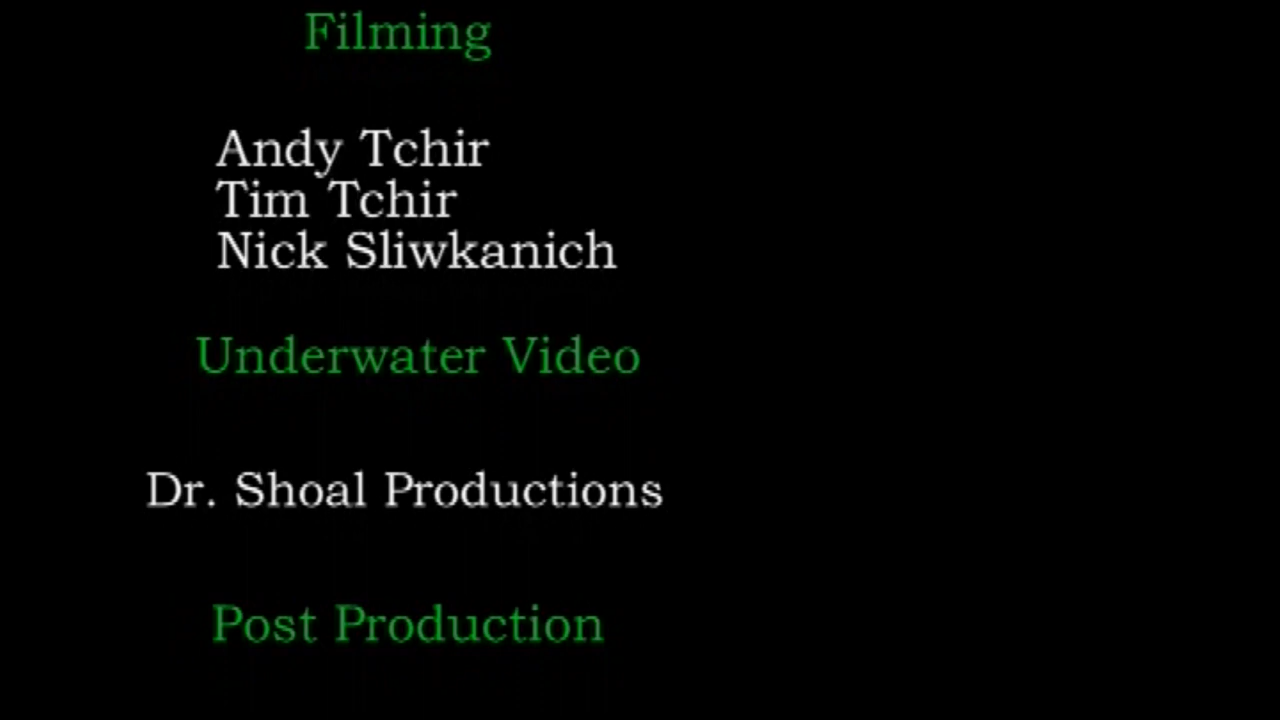 Filming
Andy Tchir
Tim Tchir
Nick Sliwkanich
Underwater Video
Dr. Shoal Productions
Post Production